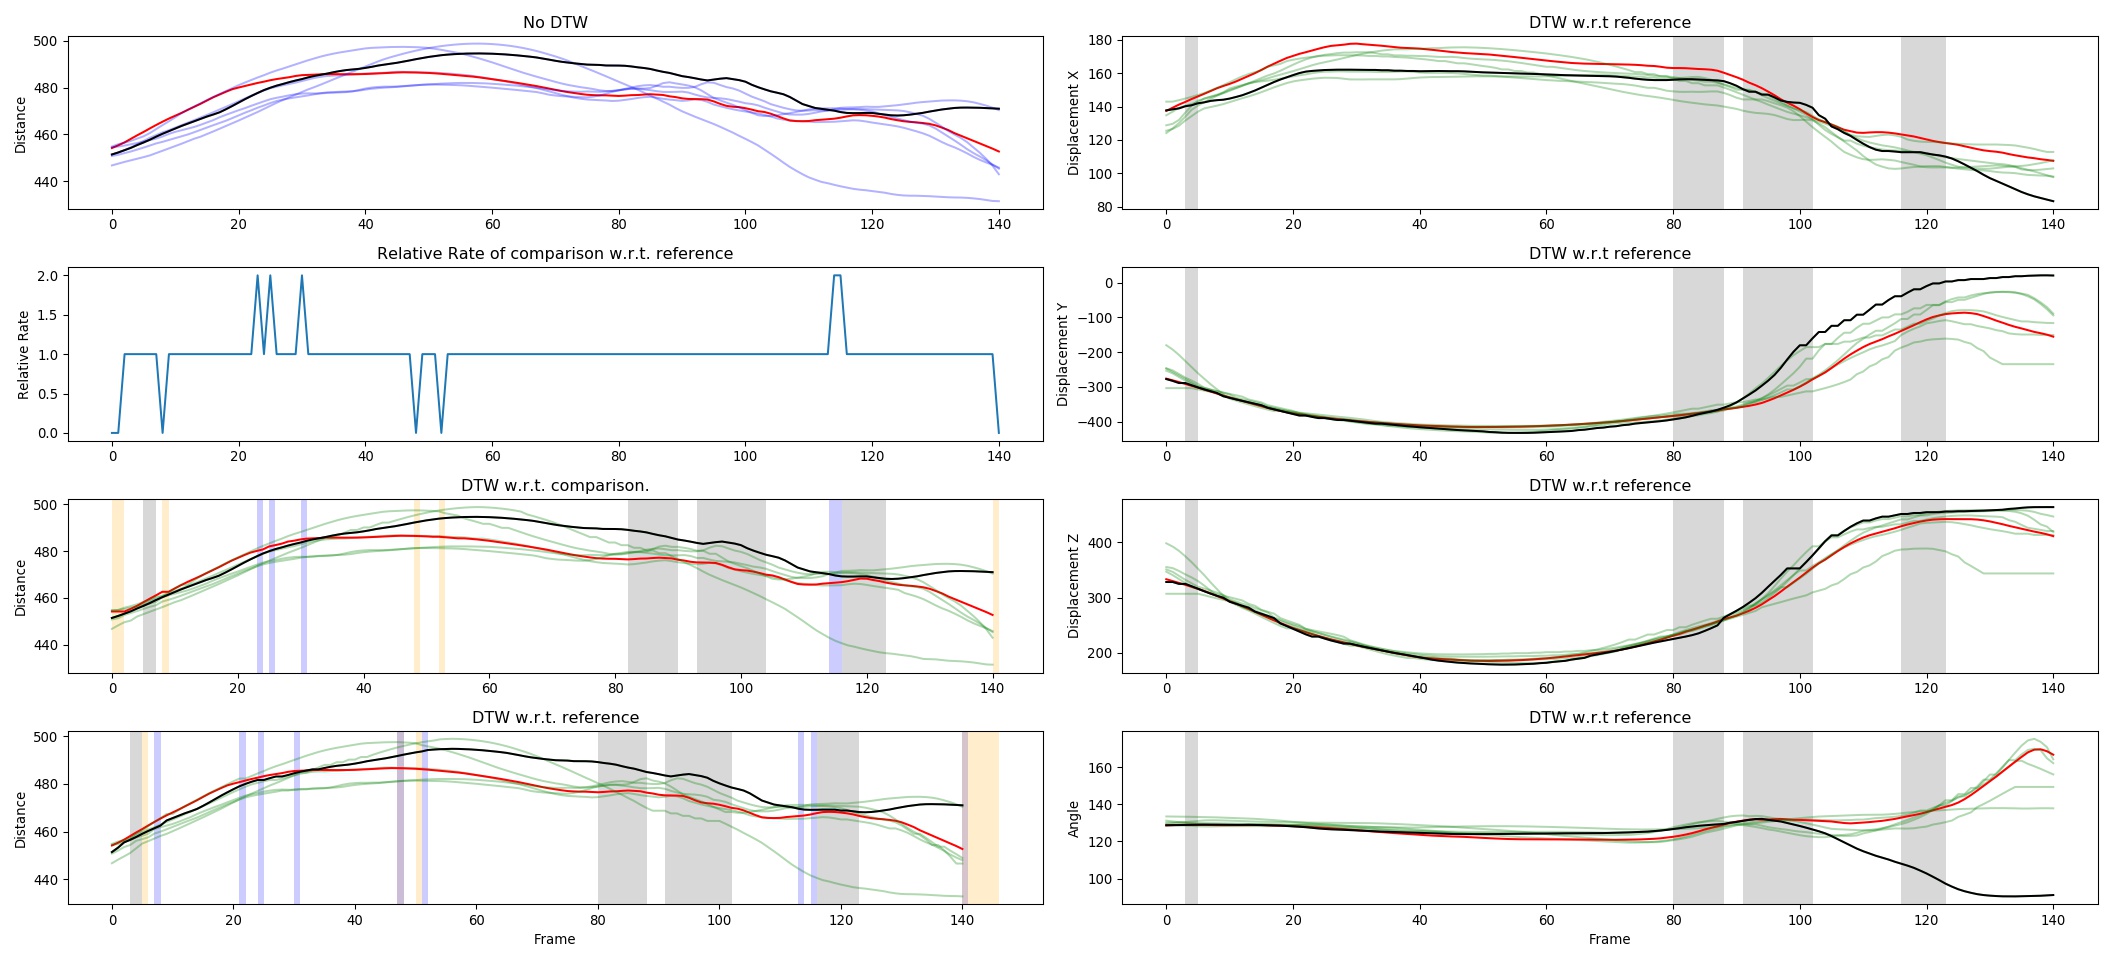 No DTW
Distance
500
480
460
440
0 20 40 60 80 100 120 140
Relative Rate of comparison w.r.t. reference
Relative Rate
2.0
1.5
1.0
0.5
0.0
0 20 40 60 80 100 120 140
DTW w.r.t. comparison.
Distance
500
480
460
440
0 20 40 60 80 100 120 140
DTW w.r.t. reference
Distance
500
480
460
440
0 20 40 60 80 100 120 140
Frame
DTW w.r.t reference
Displacement X
180
160
140
120
100
80
0 20 40 60 80 100 120 140
DTW w.r.t reference
Displacement Y
0
−100
−200
−300
−400
0 20 40 60 80 100 120 140
DTW w.r.t reference
Displacement Z
400
300
200
0 20 40 60 80 100 120 140
DTW w.r.t reference
Angle
160
140
120
100
0 20 40 60 80 100 120 140
Frame